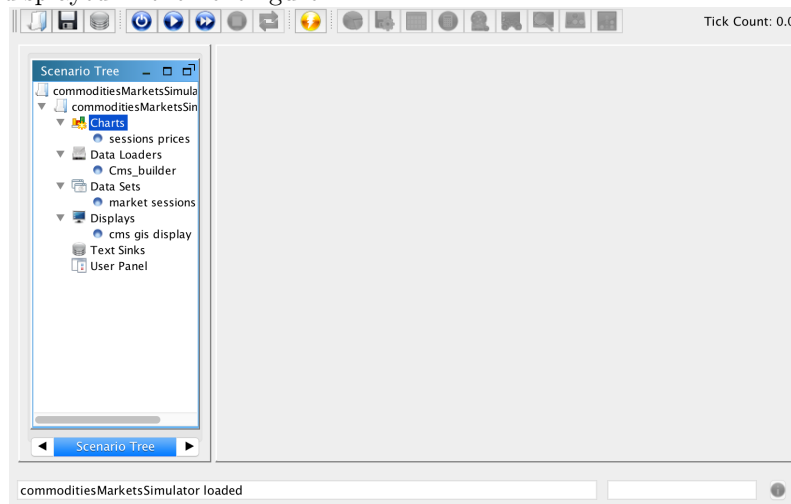 Tick Count: 0.0
Scenario Tree
commoditiesMarketsSimula
commoditiesMarketsSin
Charts
sessions prices
Data Loaders
Cms_builder
Data Sets
market sessions
Displays
cms gis display
Text Sinks
User Panel
Scenario Tree
commoditiesMarketsSimulator loaded